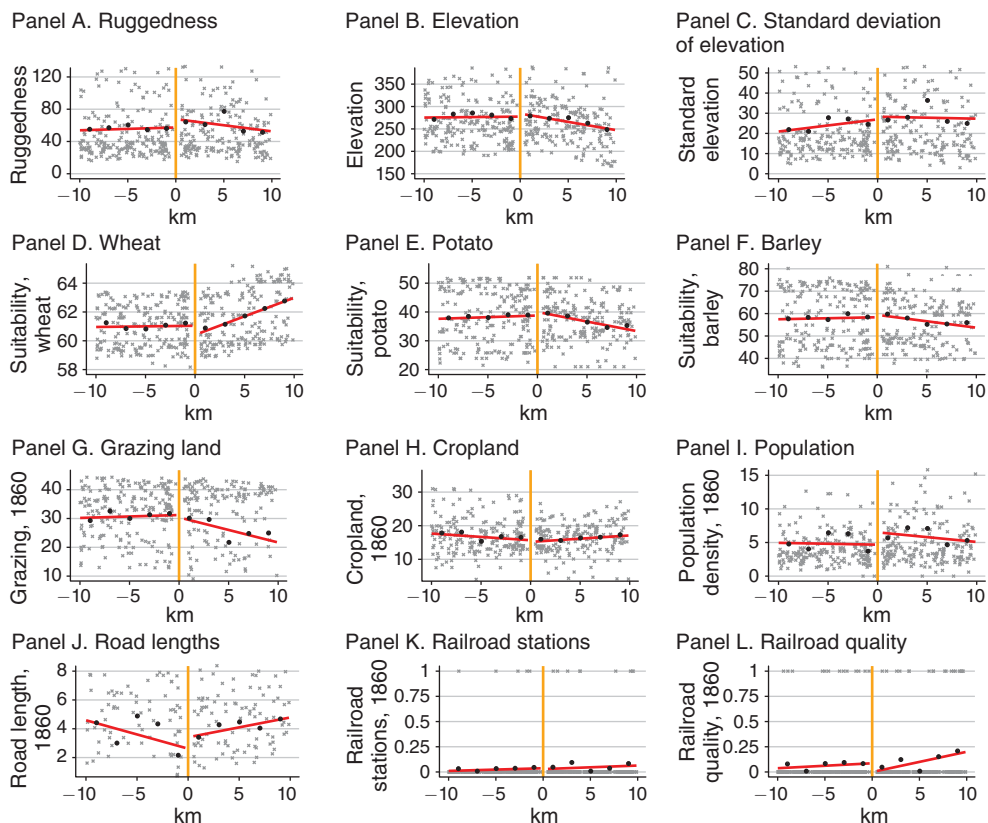 Panel A. Ruggedness
Ruggedness
120
80
40
0
−10 −5 0 5 10
km
Panel B. Elevation
Elevation
350
300
250
200
150
−10 −5 0 5 10
km
Panel C. Standard deviation
of elevation
Standard
elevation
50
40
30
20
10
0
−10 −5 0 5 10
km
Panel D. Wheat
Suitability,
wheat
64
62
60
58
−10 −5 0 5 10
km
Panel E. Potato
Suitability,
potato
50
40
30
20
−10 −5 0 5 10
km
Panel F. Barley
Suitability,
barley
80
70
60
50
40
−10 −5 0 5 10
km
Panel G. Grazing land
Grazing, 1860
40
30
20
10
−10 −5 0 5 10
km
Panel H. Cropland
Cropland,
1860
30
20
10
−10 −5 0 5 10
km
Panel I. Population
Population
density, 1860
15
10
5
0
−10 −5 0 5 10
km
Panel J. Road lengths
Road length,
1860
8
6
4
2
−10 −5 0 5 10
km
Panel K. Railroad stations
Railroad
stations, 1860
1
0.75
0.5
0.25
0
−10 −5 0 5 10
km
Panel L. Railroad quality
Railroad
quality, 1860
1
0.75
0.5
0.25
0
−10 −5 0 5 10
km